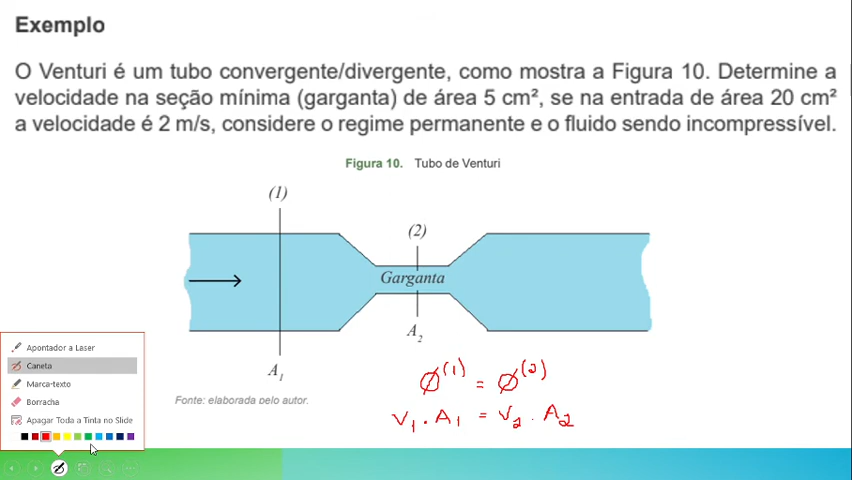 Exemplo
O Venturi é um tubo convergente/divergente, como mostra a Figura 10. Determine a
velocidade na seção mínima (garganta) de área 5 cm², se na entrada de área 20 cm²
a velocidade é 2 m/s, considere o regime permanente e o fluido sendo incompressível.
Figura 10. Tubo de Venturi
(1)
(2)
Garganta
A₂
A₁
Fonte: elaborada pelo autor.
Ø⁽¹⁾ = Ø⁽²⁾
V₁ . A₁ = V₂ . A₂
Apontador a Laser
Caneta
Marca-texto
Borracha
Apagar Toda a Tinta no Slide